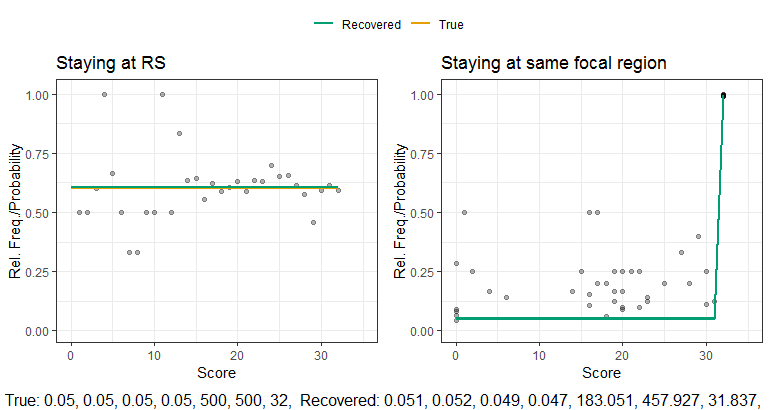 Recovered True
Staying at RS
Staying at same focal region
Rel. Freq./Probability
1.00
0.75
0.50
0.25
0.00
0 10 20 30
Score
Rel. Freq./Probability
1.00
0.75
0.50
0.25
0.00
0 10 20 30
Score
True: 0.05, 0.05, 0.05, 0.05, 500, 500, 32, Recovered: 0.051, 0.052, 0.049, 0.047, 183.051, 457.927, 31.837,